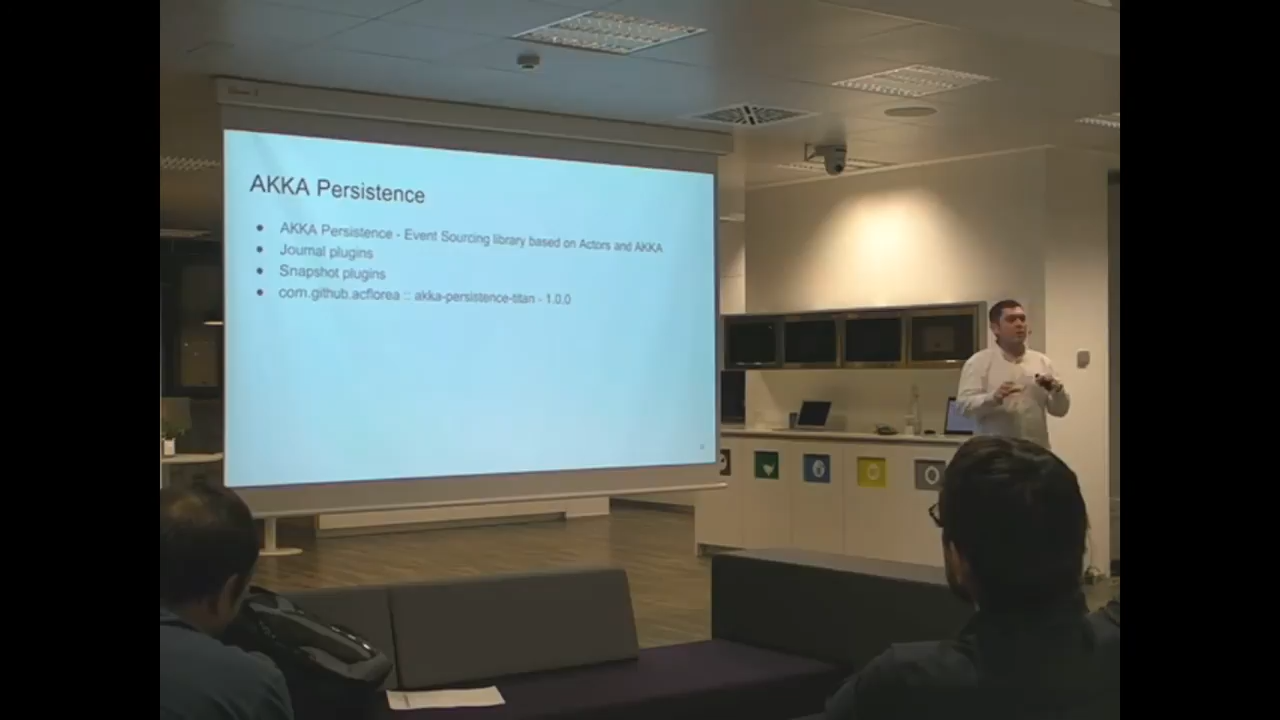 AKKA Persistence
AKKA Persistence - Event Sourcing library based on Actors and AKKA
Journal plugins
Snapshot plugins
com.github.acflorea :: akka-persistence-titan - 1.0.0